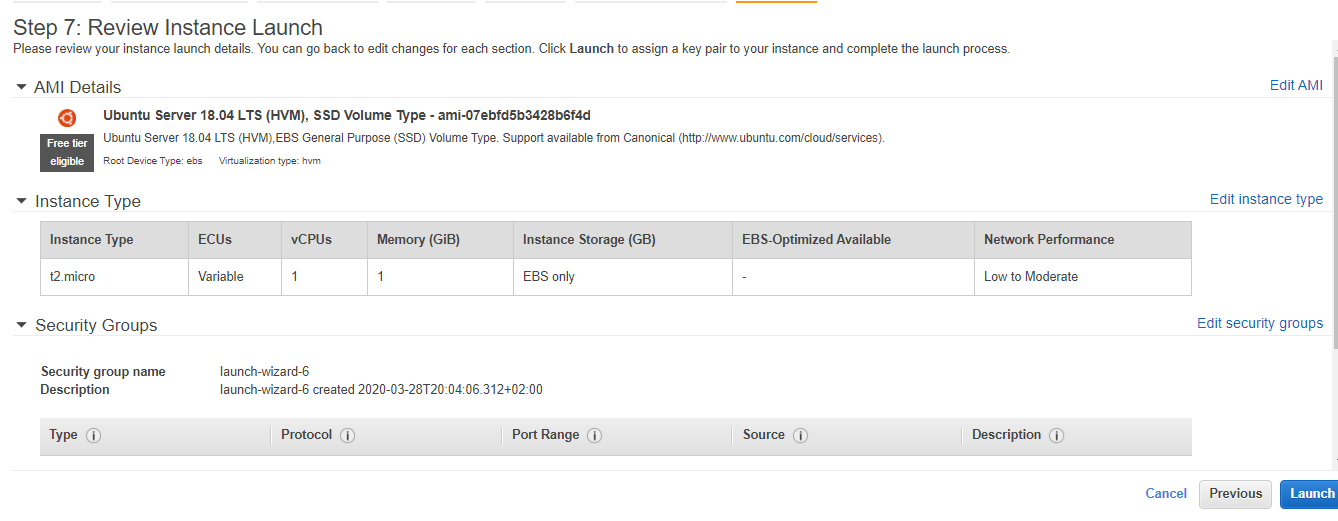 Step 7: Review Instance Launch
Please review your instance launch details. You can go back to edit changes for each section. Click Launch to assign a key pair to your instance and complete the launch process.
AMI Details
Edit AMI
Ubuntu Server 18.04 LTS (HVM), SSD Volume Type - ami-07ebfd5b3428b6f4d
Free tier
eligible
Ubuntu Server 18.04 LTS (HVM),EBS General Purpose (SSD) Volume Type. Support available from Canonical (http://www.ubuntu.com/cloud/services).
Root Device Type: ebs Virtualization type: hvm
Instance Type
Edit instance type
Instance Type ECUs vCPUs Memory (GiB) Instance Storage (GB) EBS-Optimized Available Network Performance
t2.micro Variable 1 1 EBS only - Low to Moderate
Security Groups
Edit security groups
Security group name launch-wizard-6
Description launch-wizard-6 created 2020-03-28T20:04:06.312+02:00
Type Protocol Port Range Source Description
Cancel Previous Launch